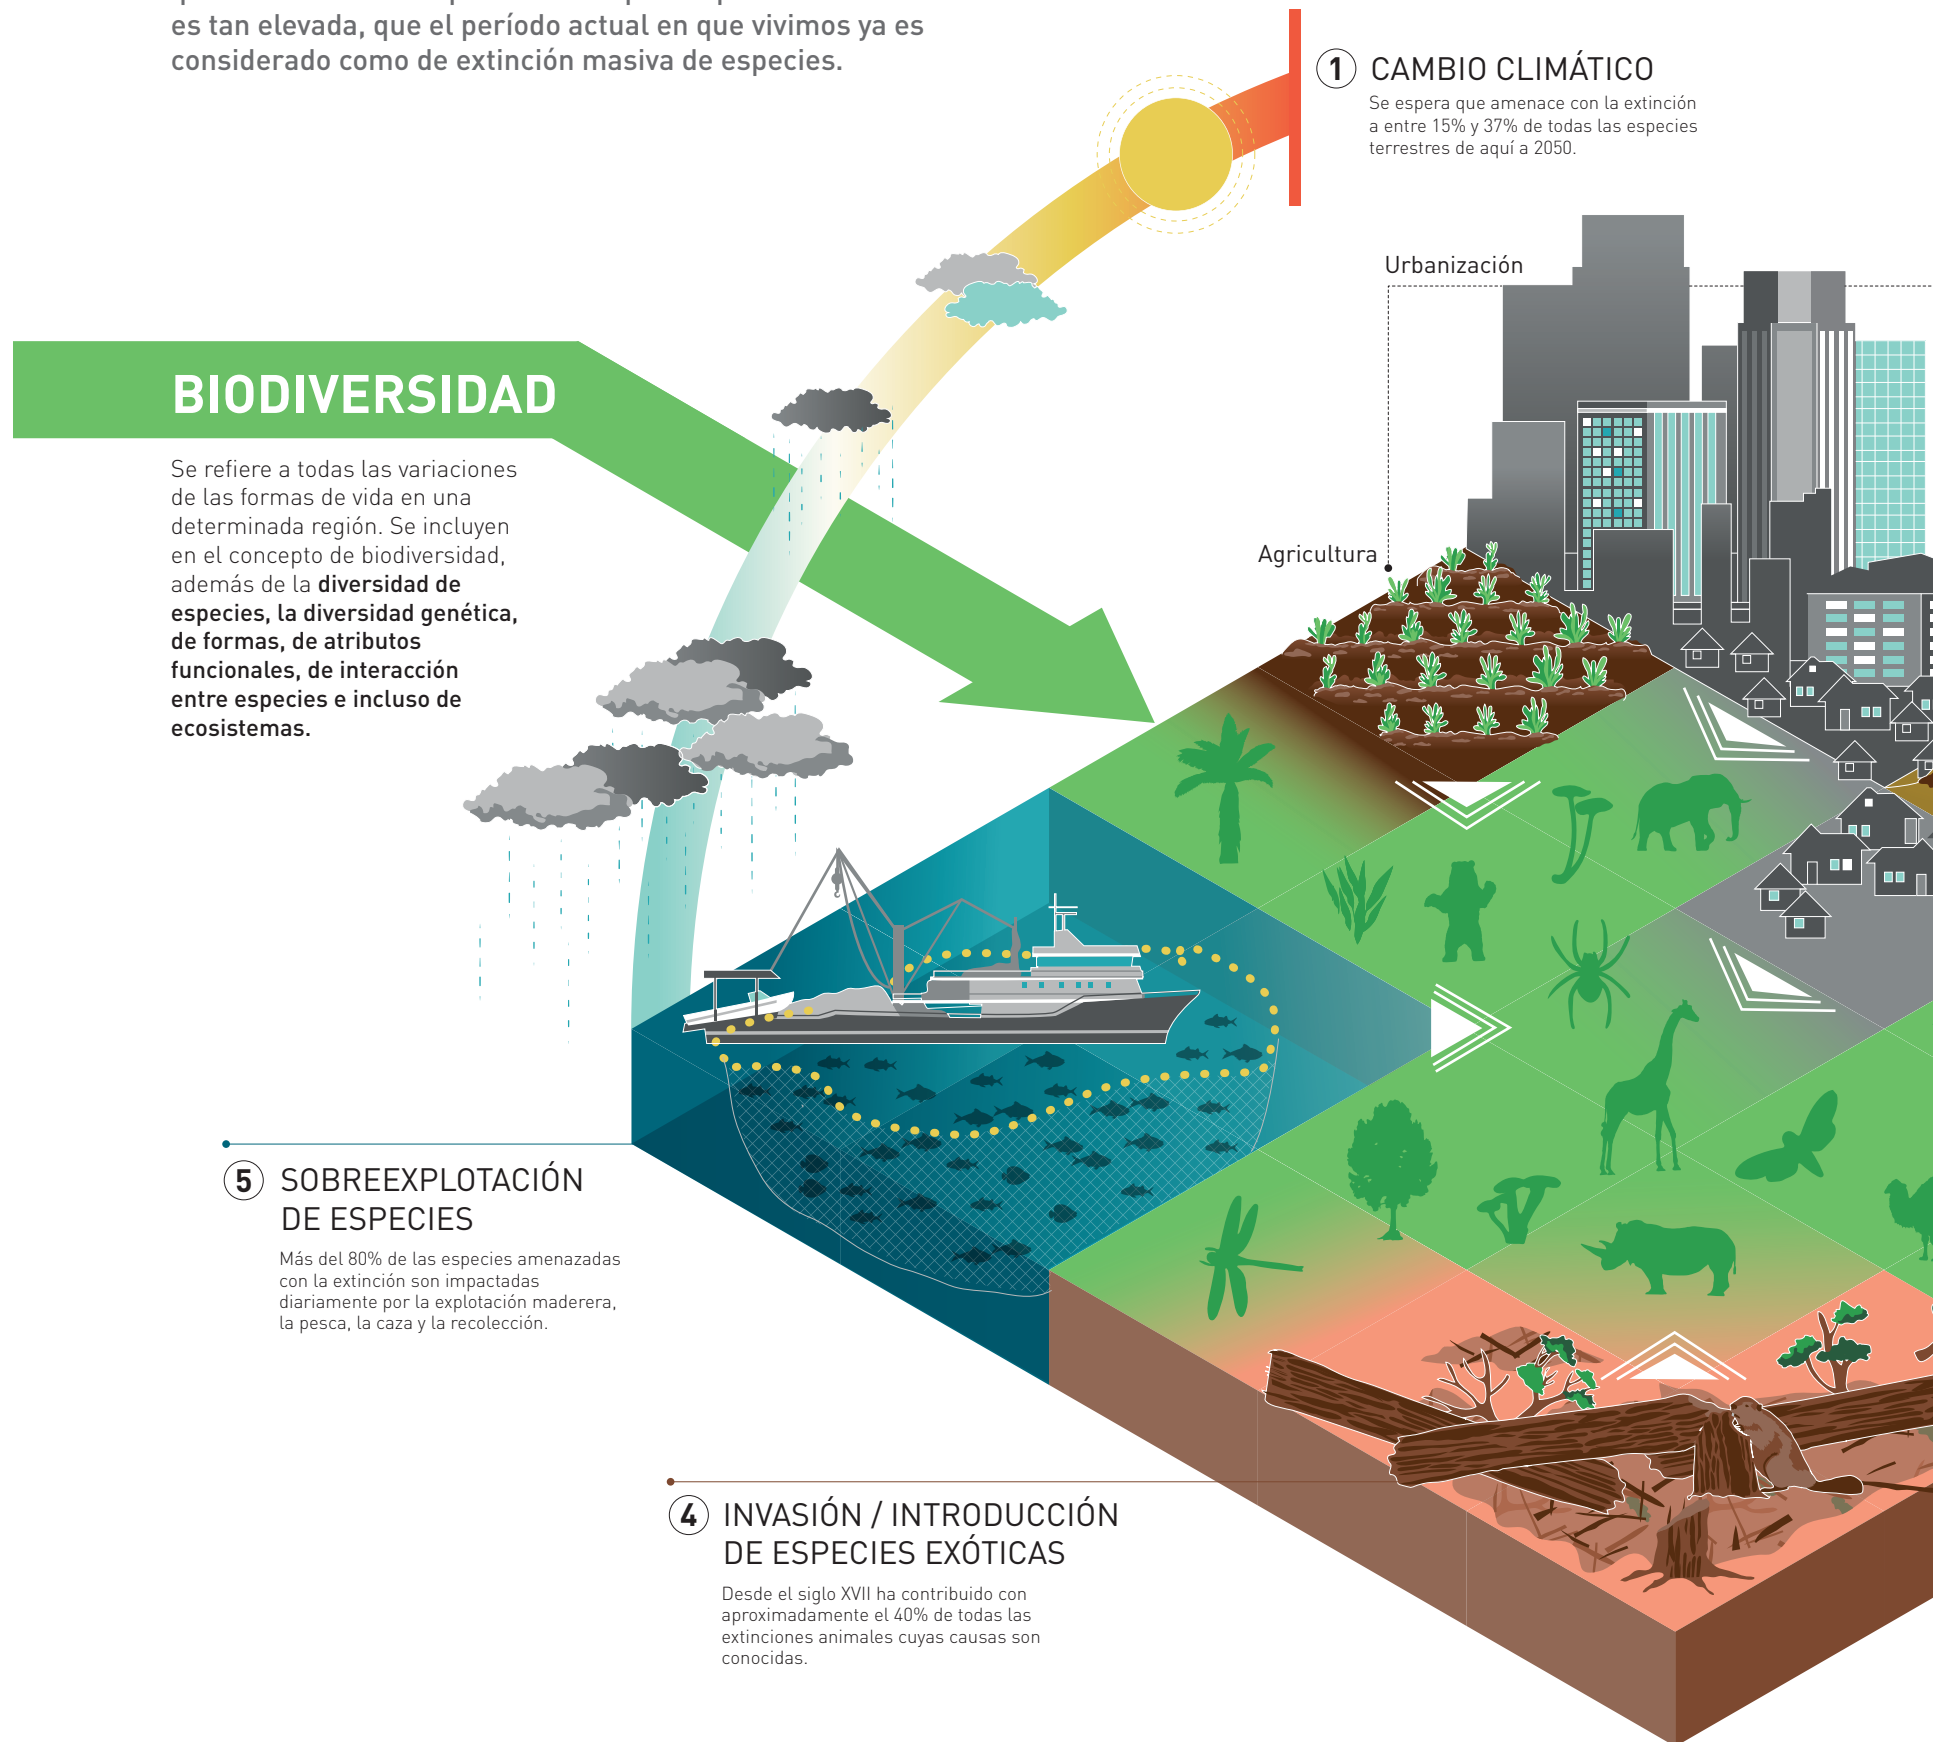 es tan elevada, que el período actual en que vivimos ya es
considerado como de extinción masiva de especies.
1 CAMBIO CLIMÁTICO
Se espera que amenace con la extinción
a entre 15% y 37% de todas las especies
terrestres de aquí a 2050.
Urbanización
Agricultura
BIODIVERSIDAD
Se refiere a todas las variaciones
de las formas de vida en una
determinada región. Se incluyen
en el concepto de biodiversidad,
además de la diversidad de
especies, la diversidad genética,
de formas, de atributos
funcionales, de interacción
entre especies e incluso de
ecosistemas.
5 SOBREEXPLOTACIÓN
DE ESPECIES
Más del 80% de las especies amenazadas
con la extinción son impactadas
diariamente por la explotación maderera,
la pesca, la caza y la recolección.
4 INVASIÓN / INTRODUCCIÓN
DE ESPECIES EXÓTICAS
Desde el siglo XVII ha contribuido con
aproximadamente el 40% de todas las
extinciones animales cuyas causas son
conocidas.